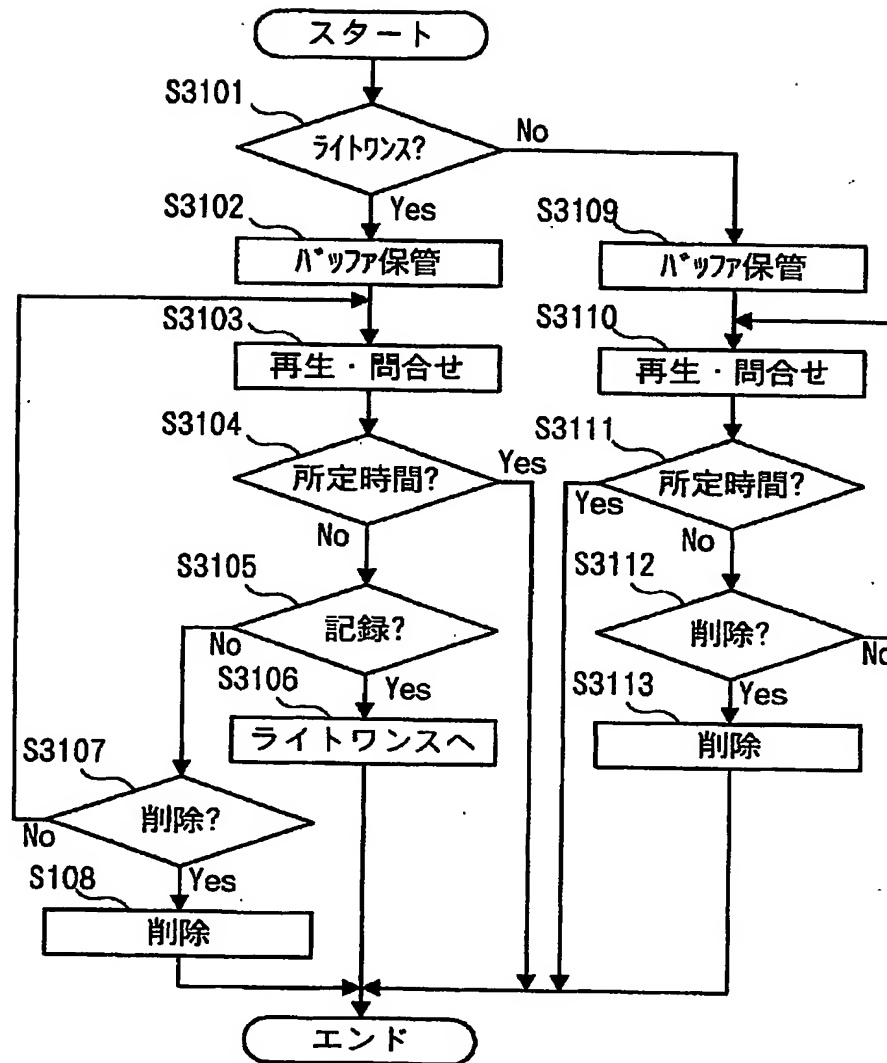 スタート
S3101
ライトワンス?
No
Yes
S3102
バッファ保管
S3109
バッファ保管
S3103
再生・問合せ
S3110
再生・問合せ
S3104
所定時間?
Yes
No
S3111
所定時間?
Yes
No
S3105
記録?
No
Yes
S3112
削除?
No
Yes
S3106
ライトワンスへ
S3113
削除
S3107
削除?
No
Yes
S108
削除
エンド